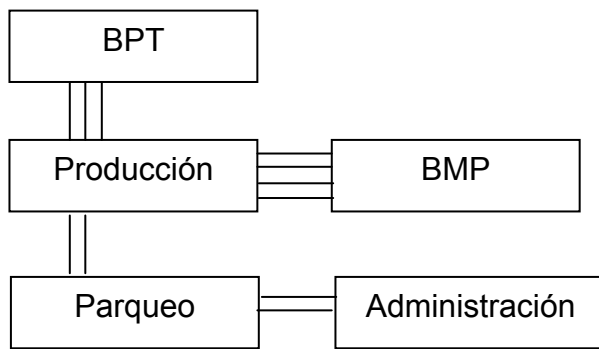 BPT
Producción
BMP
Parqueo
Administración